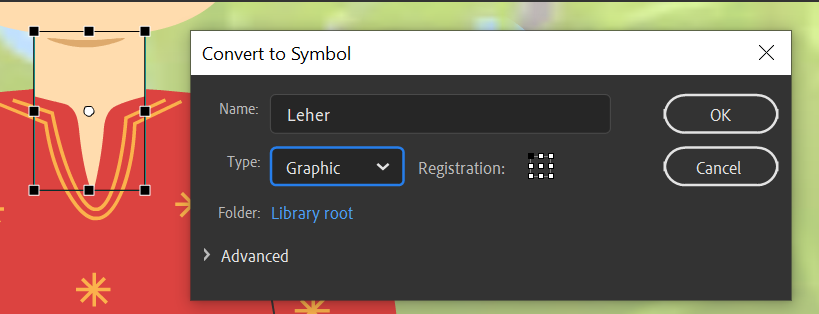 Convert to Symbol
Name: Leher
OK
Type: Graphic
Registration:
Cancel
Folder: Library root
Advanced